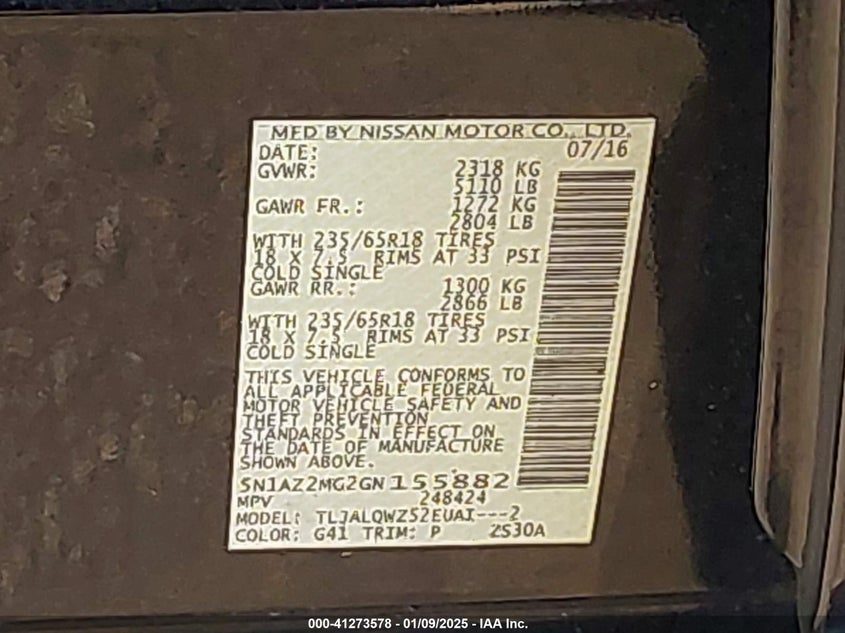 MFD BY NISSAN MOTOR CO., LTD.
DATE: 07/16
GVWR: 2318 KG
5110 LB
GAWR FR.: 1272 KG
2804 LB
WITH 235/65R18 TIRES
18 X 7.5 RIMS AT 33 PSI
COLD SINGLE
GAWR RR.: 1300 KG
2866 LB
WITH 235/65R18 TIRES
18 X 7.5 RIMS AT 33 PSI
COLD SINGLE
THIS VEHICLE CONFORMS TO
ALL APPLICABLE FEDERAL
MOTOR VEHICLE SAFETY AND
THEFT PREVENTION
STANDARDS IN EFFECT ON
THE DATE OF MANUFACTURE
SHOWN ABOVE.
5N1AZ2MG2GN155882
MPV 248424
MODEL: TLJALQWZ52EUAI---2
COLOR: G41 TRIM: P ZS30A
000-41273578 - 01/09/2025 - IAA Inc.